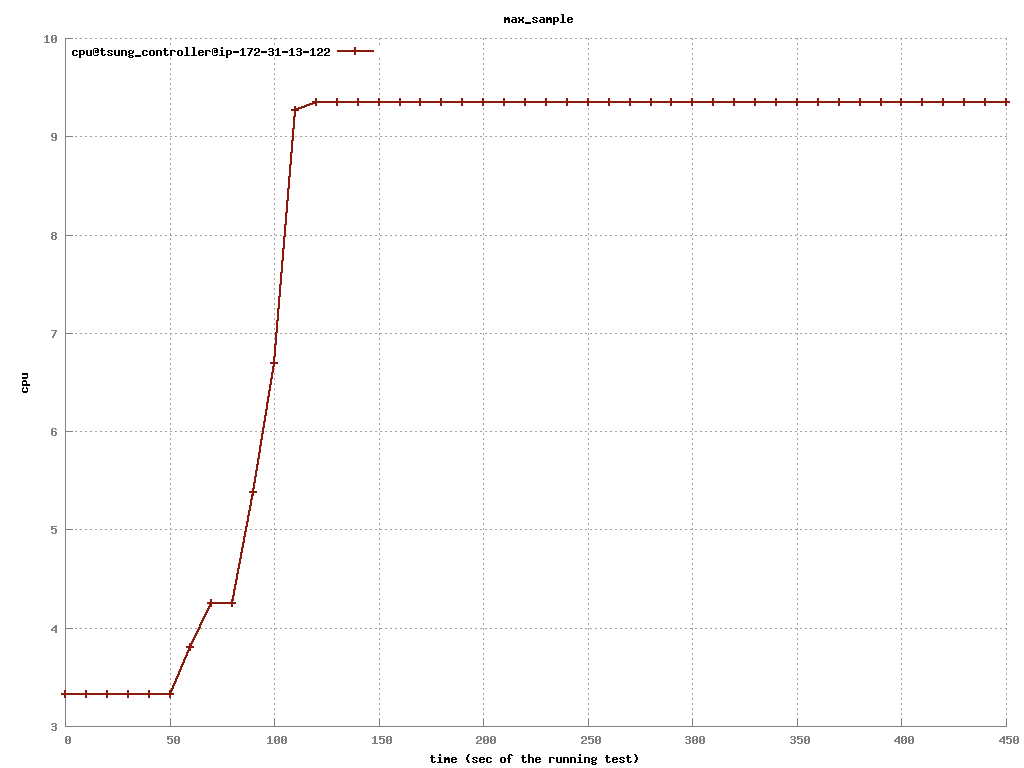 max_sample
cpu@tsung_controller@ip-172-31-13-122
10
9
8
7
6
5
4
3
cpu
0 50 100 150 200 250 300 350 400 450
time (sec of the running test)